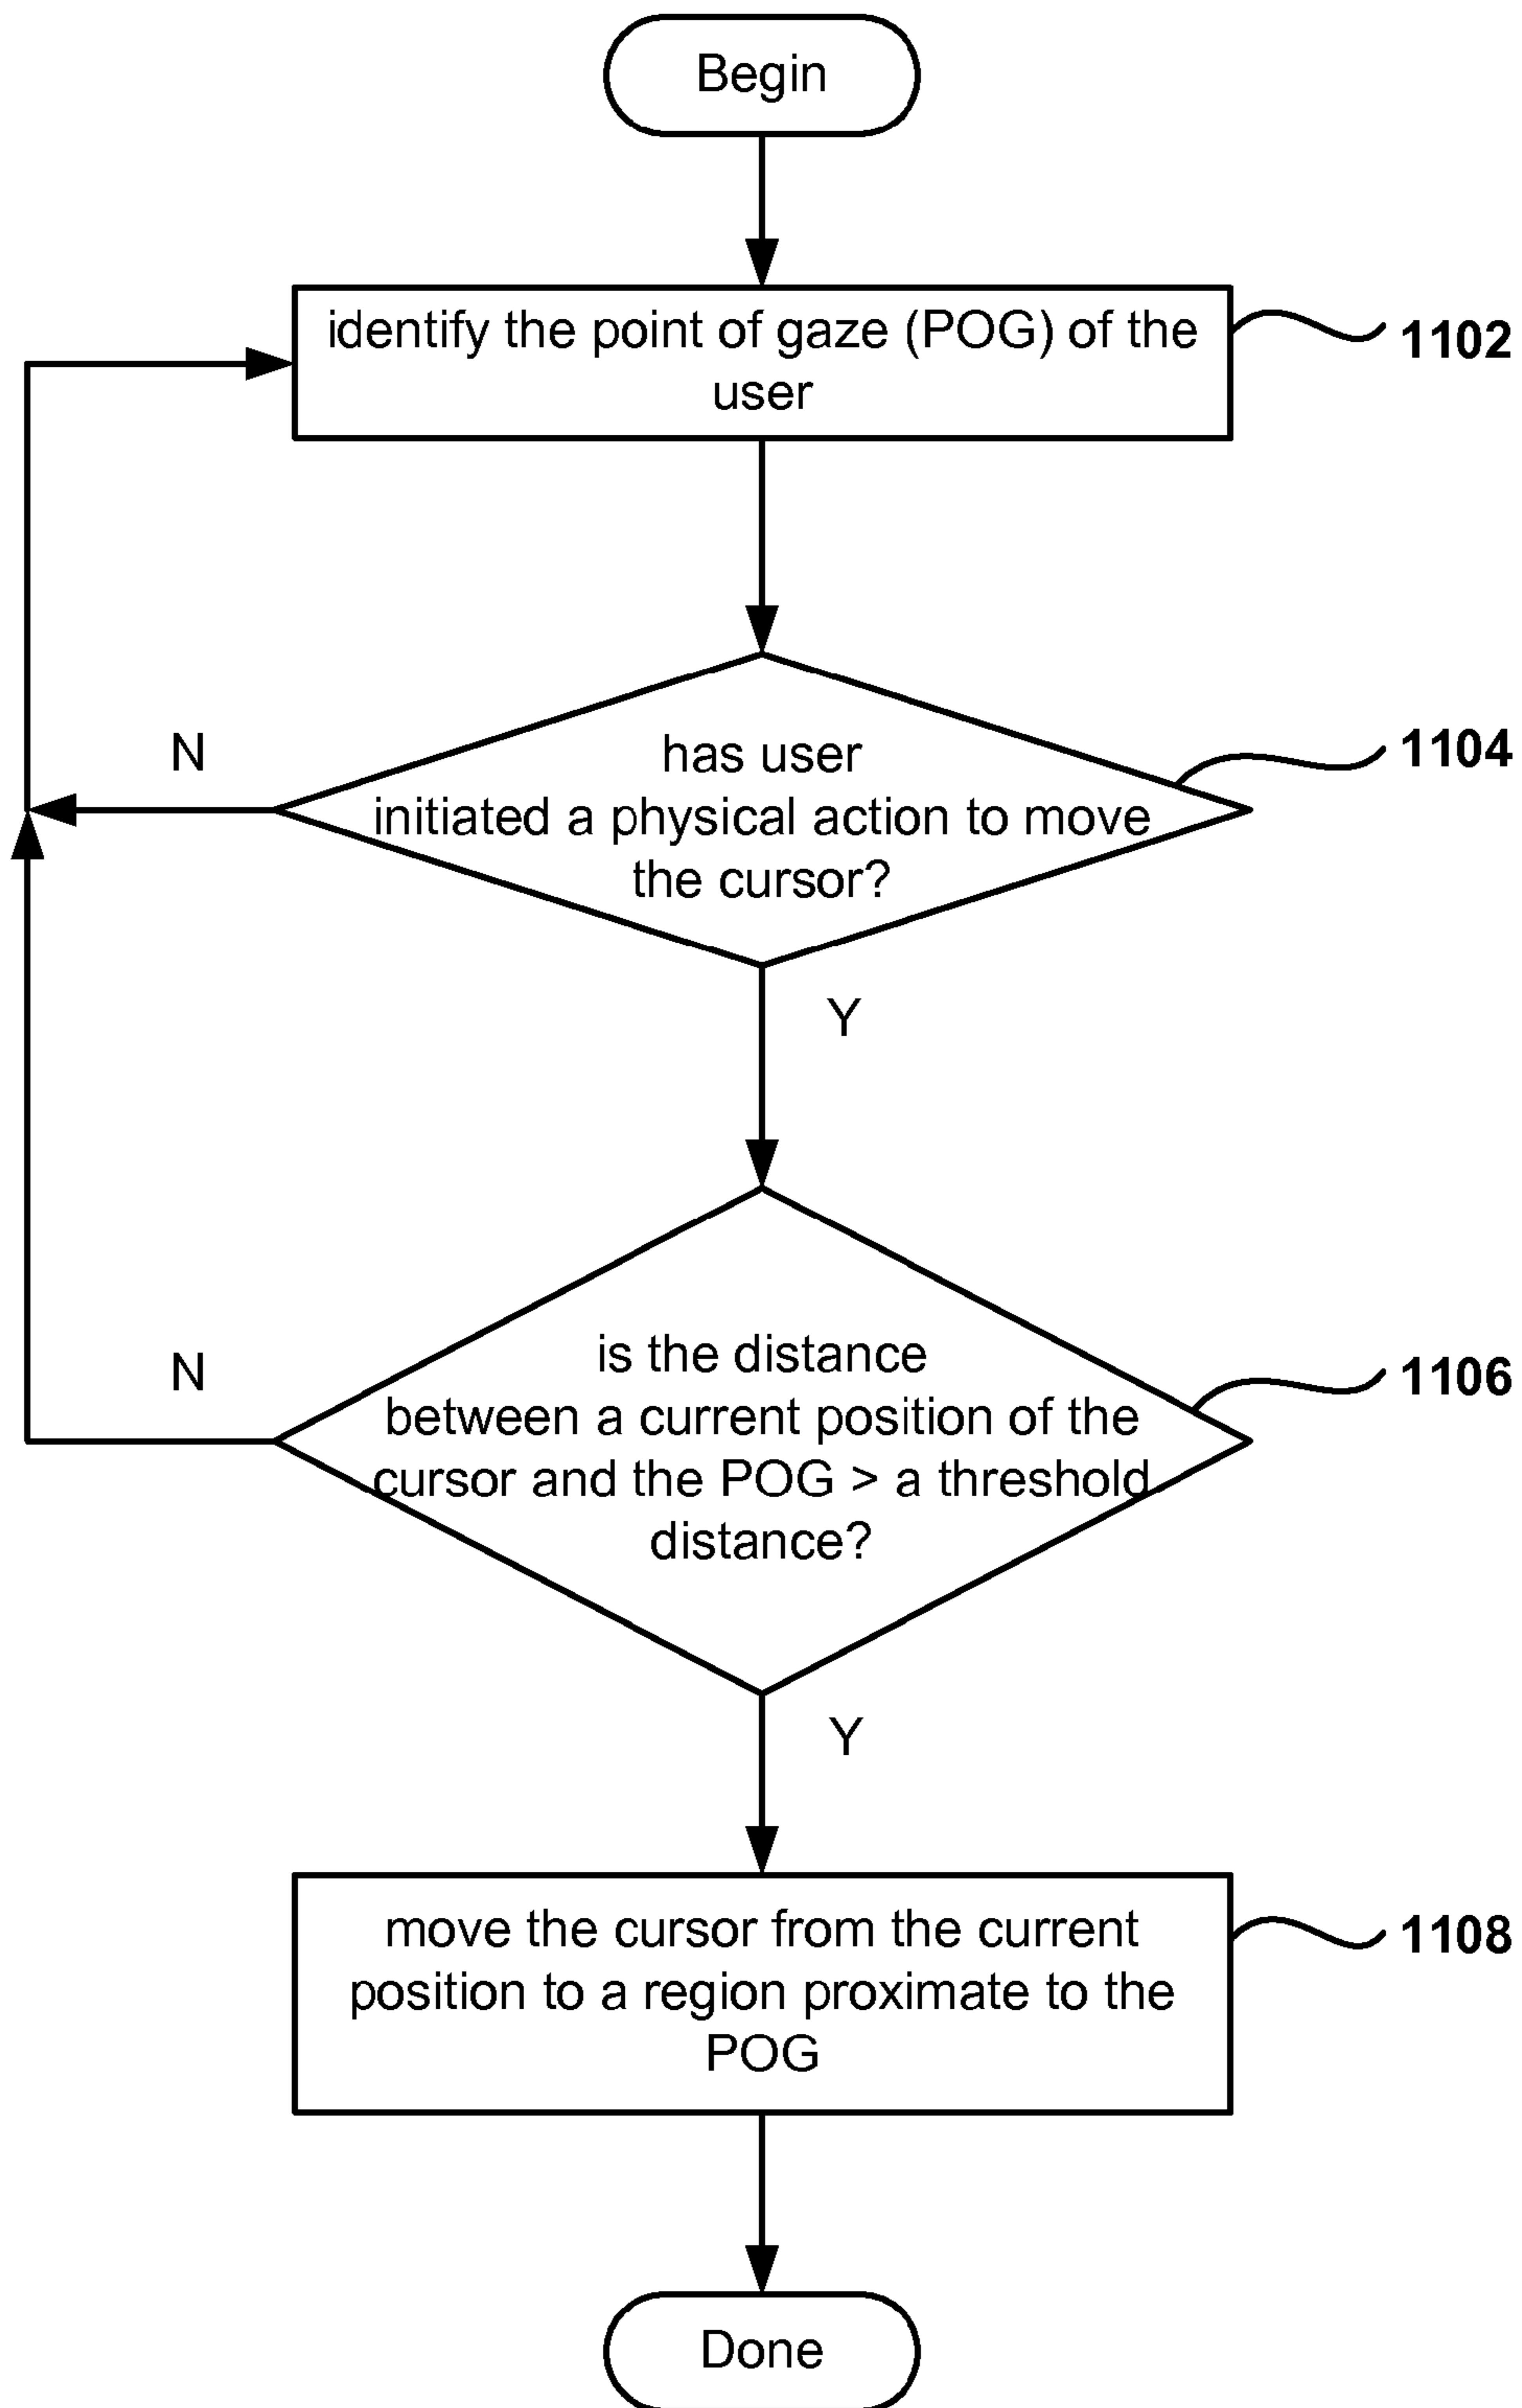 Begin
identify the point of gaze (POG) of the
user
1102
has user
initiated a physical action to move
the cursor?
1104
N
Y
is the distance
between a current position of the
cursor and the POG > a threshold
distance?
1106
N
Y
move the cursor from the current
position to a region proximate to the
POG
1108
Done